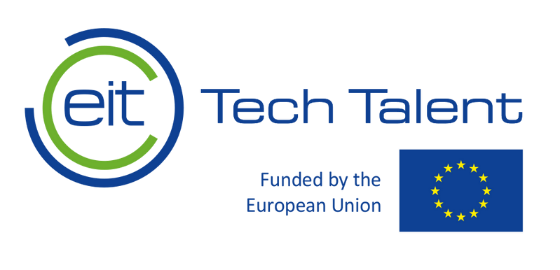 eit Tech Talent
Funded by the
European Union